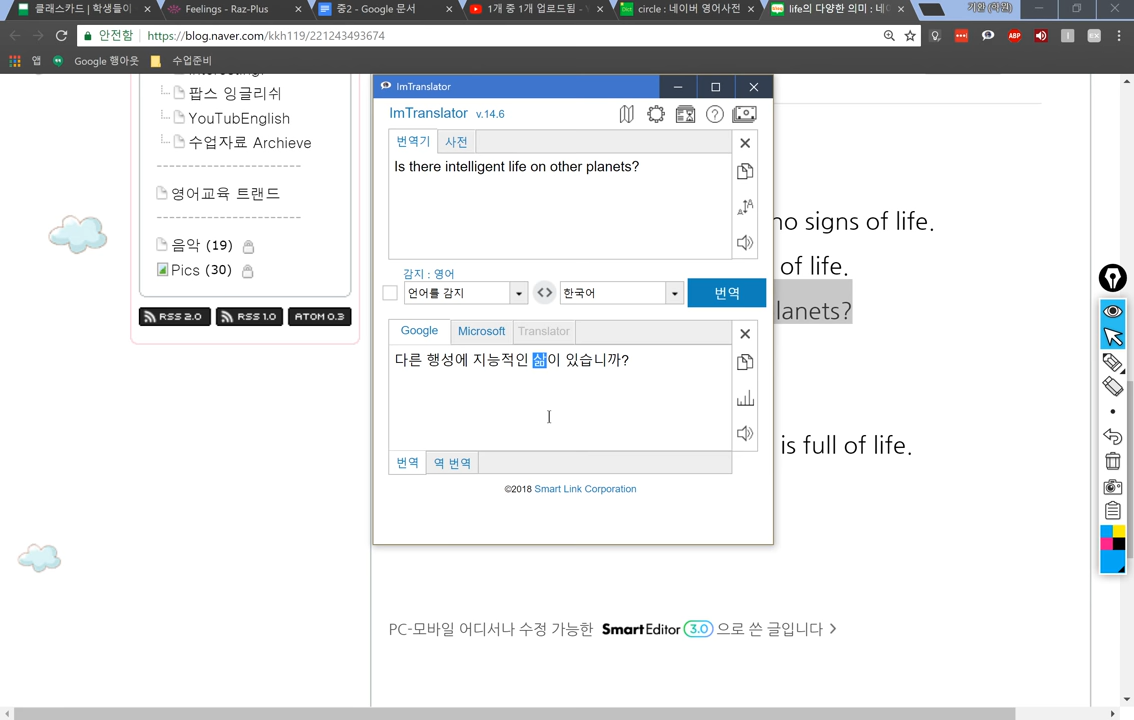 클래스카드 | 학생들이
Feelings - Raz-Plus
중2 - Google 문서
1개 중 1개 업로드됨 -
circle : 네이버 영어사전
life의 다양한 의미 : 네이
기완 (학원)
안전함
https://blog.naver.com/kkh119/221243493674
ABP
앱
Google 행아웃
수업준비
팝스 잉글리쉬
YouTubEnglish
수업자료 Archieve
영어교육 트랜드
음악 (19)
Pics (30)
RSS 2.0
RSS 1.0
ATOM 0.3
ImTranslator
ImTranslator v.14.6
번역기
사전
Is there intelligent life on other planets?
감지 : 영어
언어를 감지
한국어
번역
Google
Microsoft
Translator
다른 행성에 지능적인 삶이 있습니까?
번역
역 번역
©2018 Smart Link Corporation
no signs of life.
of life.
lanets?
is full of life.
PC-모바일 어디서나 수정 가능한 SmartEditor 3.0 으로 쓴 글입니다